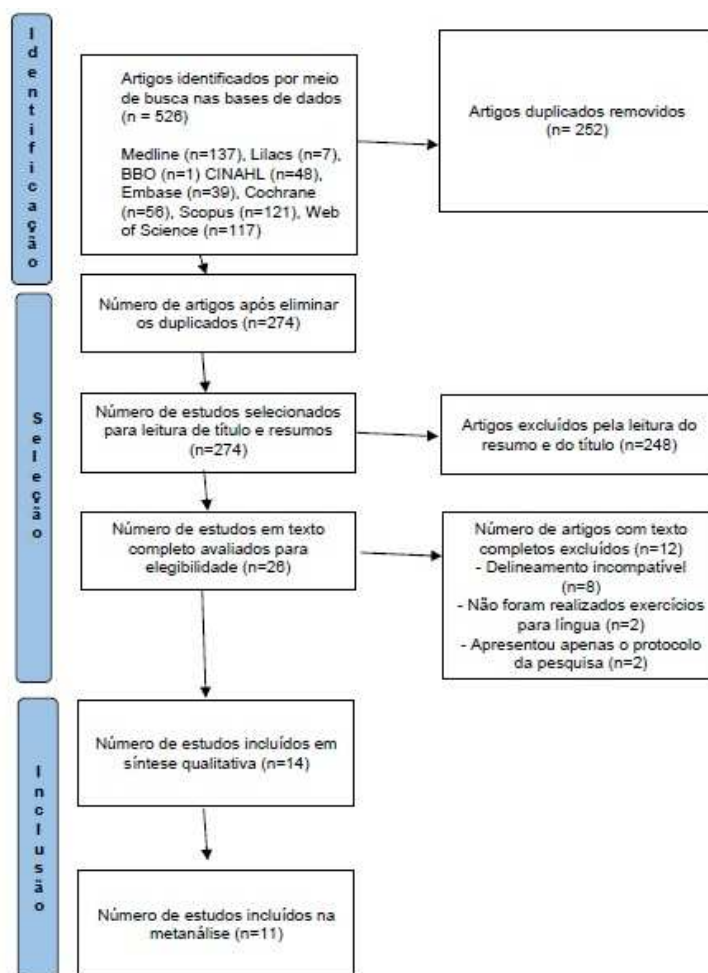 Identificação
Artigos identificados por meio
de busca nas bases de dados
(n = 526)
Medline (n=137), Lilacs (n=7),
BBO (n=1) CINAHL (n=48),
Embase (n=39), Cochrane
(n=56), Scopus (n=121), Web
of Science (n=117)
Artigos duplicados removidos
(n= 252)
Seleção
Número de artigos após eliminar
os duplicados (n=274)
Número de estudos selecionados
para leitura de título e resumos
(n=274)
Artigos excluídos pela leitura do
resumo e do título (n=248)
Número de estudos em texto
completo avaliados para
elegibilidade (n=26)
Número de artigos com texto
completos excluídos (n=12)
- Delineamento incompatível
(n=8)
- Não foram realizados exercícios
para língua (n=2)
- Apresentou apenas o protocolo
da pesquisa (n=2)
Inclusão
Número de estudos incluídos em
síntese qualitativa (n=14)
Número de estudos incluídos na
metanálise (n=11)